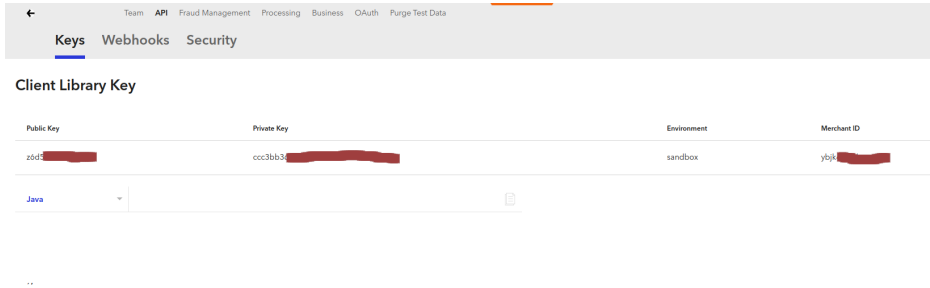 Team API Fraud Management Processing Business OAuth Purge Test Data
Keys Webhooks Security
Client Library Key
Public Key Private Key Environment Merchant ID
z6d5 ccc3bb3 sandbox ybjk
Java